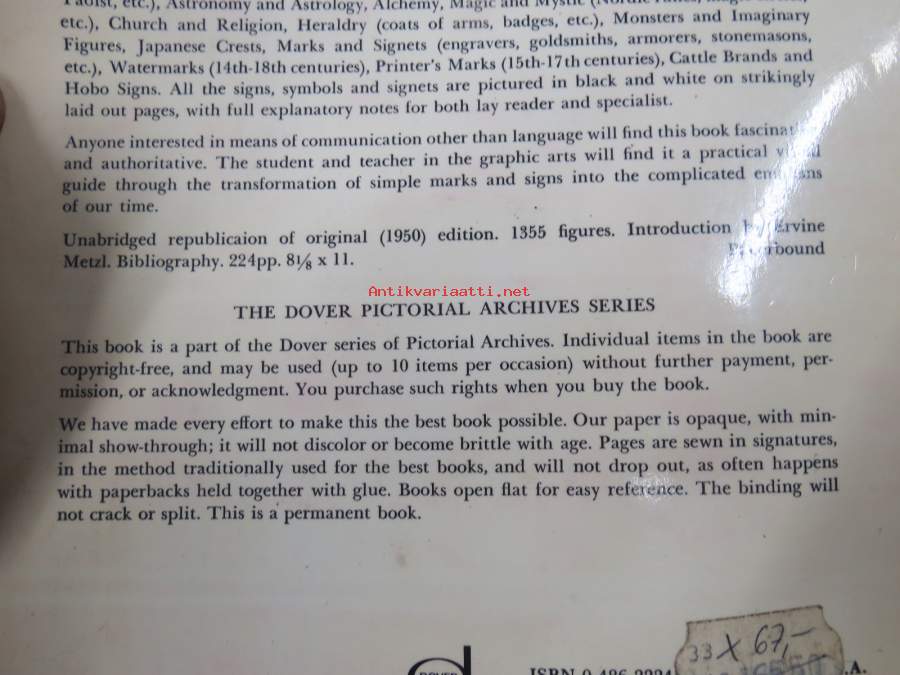 etc.), Astronomy and Astrology, Alchemy, Magic and Mystic
etc.), Church and Religion, Heraldry (coats of arms, badges, etc.), Monsters and Imaginary
Figures, Japanese Crests, Marks and Signets (engravers, goldsmiths, armorers, stonemasons,
etc.), Watermarks (14th-18th centuries), Printer's Marks (15th-17th centuries), Cattle Brands and
Hobo Signs. All the signs, symbols and signets are pictured in black and white on strikingly
laid out pages, with full explanatory notes for both lay reader and specialist.
Anyone interested in means of communication other than language will find this book
and authoritative. The student and teacher in the graphic arts will find it a practical
guide through the transformation of simple marks and signs into the complicated
of our time.
Unabridged republicaion of original (1950) edition. 1355 figures. Introduction by Ervine
Metzl. Bibliography. 224pp. 8⅛ x 11.
Antikvariaatti.net
THE DOVER PICTORIAL ARCHIVES SERIES
This book is a part of the Dover series of Pictorial Archives. Individual items in the book are
copyright-free, and may be used (up to 10 items per occasion) without further payment, per-
mission, or acknowledgment. You purchase such rights when you buy the book.
We have made every effort to make this the best book possible. Our paper is opaque, with min-
imal show-through; it will not discolor or become brittle with age. Pages are sewn in signatures,
in the method traditionally used for the best books, and will not drop out, as often happens
with paperbacks held together with glue. Books open flat for easy reference. The binding will
not crack or split. This is a permanent book.
33 X 67,-
DOVER
ISBN 0-486-
.A.